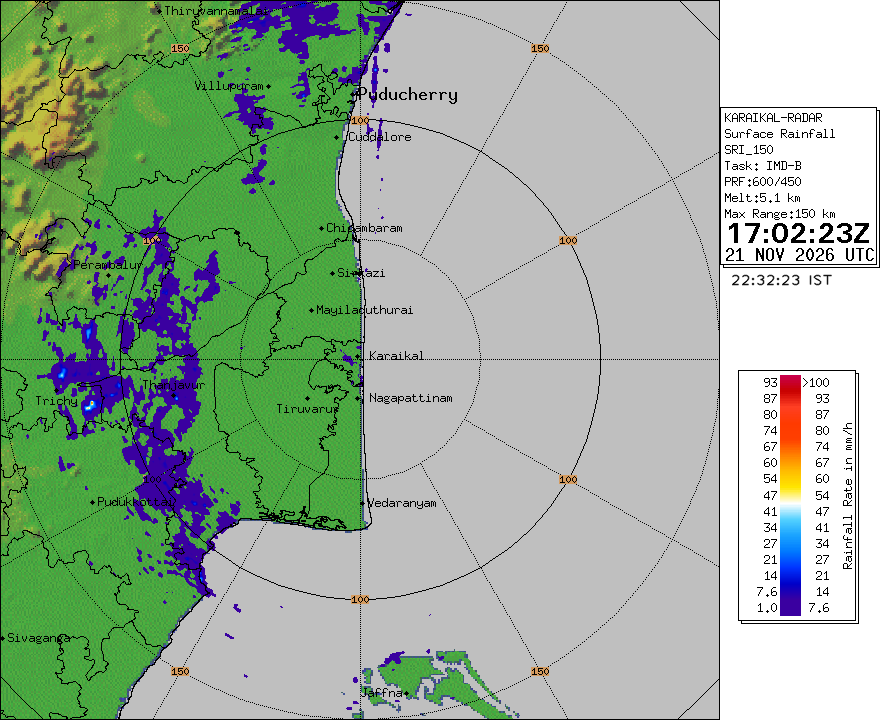 Thiruvannamalai
150
150
Villupuram
Puducherry
100
Cuddalore
Chidambaram
100
100
Perambalur
Sirkazi
Mayiladuthurai
Karaikal
Thanjavur
Trichy
Tiruvarur
Nagapattinam
100
100
Pudukkottai
Vedaranyam
100
Sivaganga
150
150
Jaffna
KARAIKAL-RADAR
Surface Rainfall
SRI_150
Task: IMD-B
PRF:600/450
Melt:5.1 km
Max Range:150 km
17:02:23Z
21 NOV 2026 UTC
22:32:23 IST
93 >100
87 93
80 87
74 80
67 74
60 67
54 60
47 54
41 47
34 41
27 34
21 27
14 21
7.6 14
1.0 7.6
Rainfall Rate in mm/h